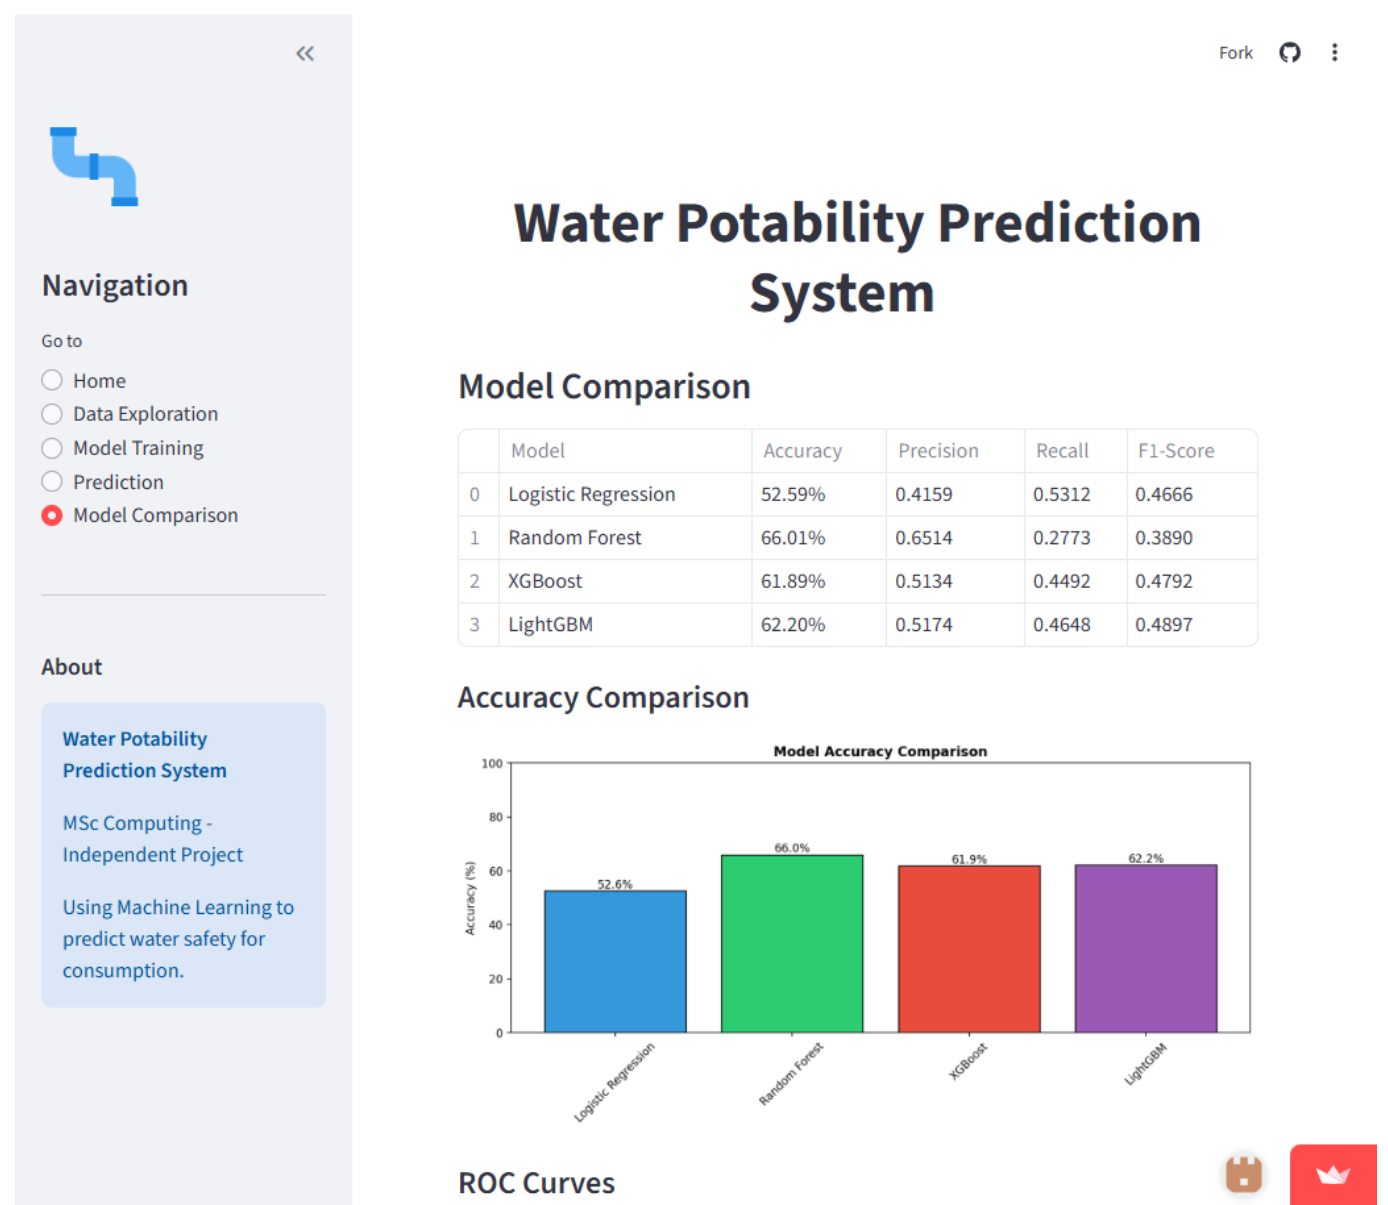 Fork
Navigation
Go to
Home
Data Exploration
Model Training
Prediction
Model Comparison
About
Water Potability
Prediction System
MSc Computing -
Independent Project
Using Machine Learning to
predict water safety for
consumption.
Water Potability Prediction
System
Model Comparison
Model Accuracy Precision Recall F1-Score
0 Logistic Regression 52.59% 0.4159 0.5312 0.4666
1 Random Forest 66.01% 0.6514 0.2773 0.3890
2 XGBoost 61.89% 0.5134 0.4492 0.4792
3 LightGBM 62.20% 0.5174 0.4648 0.4897
Accuracy Comparison
Model Accuracy Comparison
Accuracy (%)
100
80
60
40
20
0
52.6%
66.0%
61.9%
62.2%
Logistic Regression
Random Forest
XGBoost
LightGBM
ROC Curves